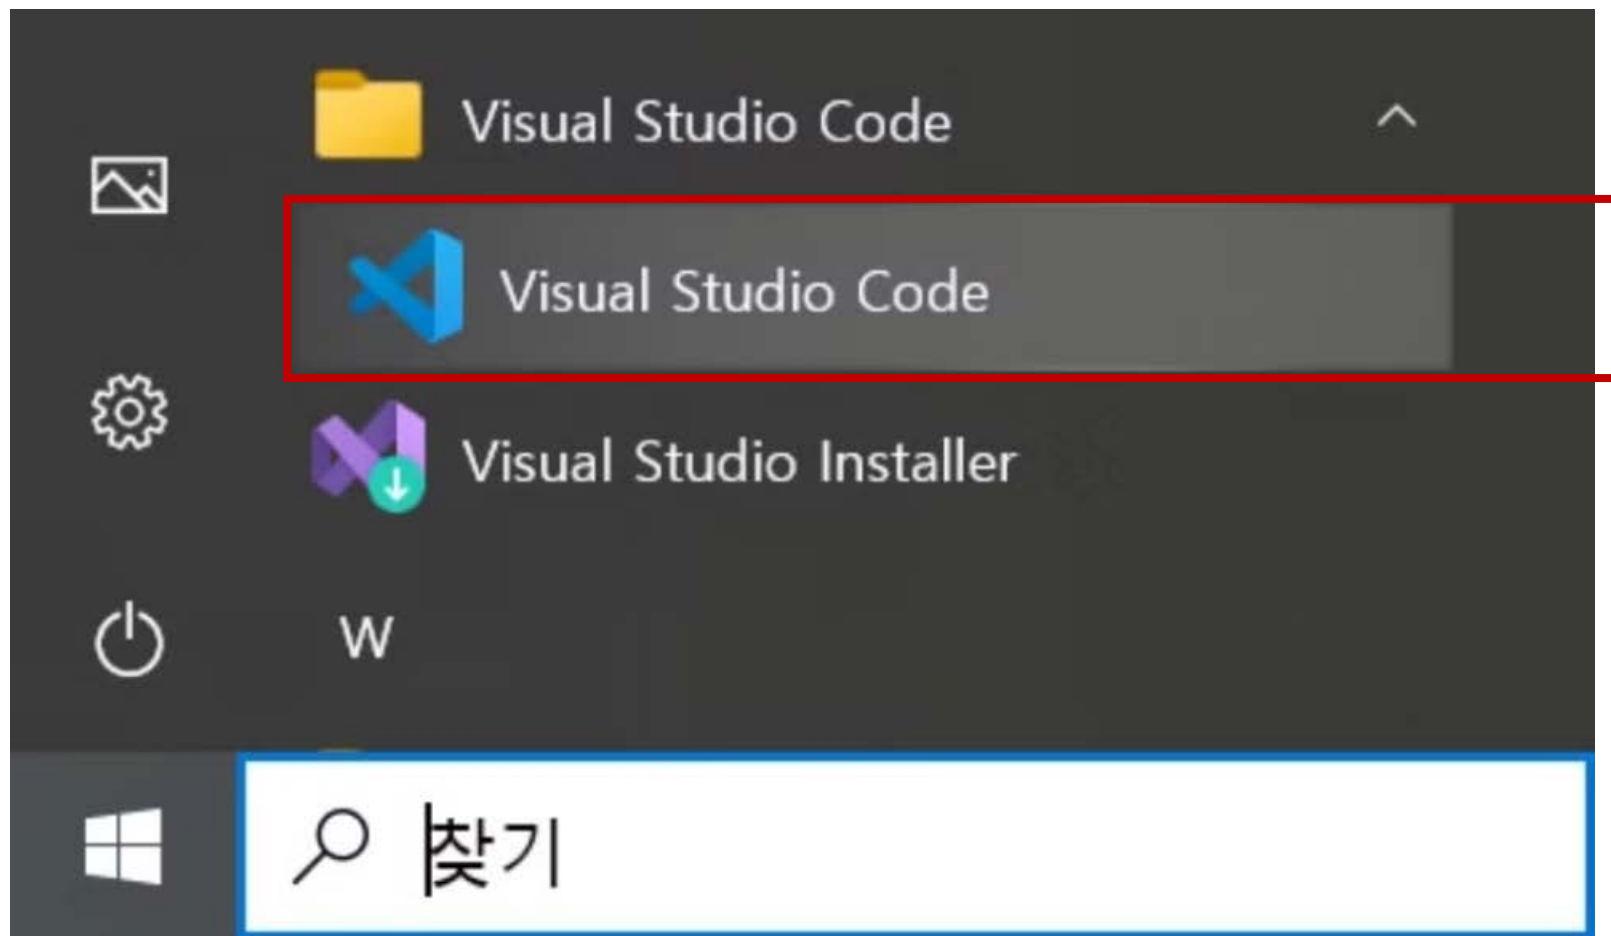 Visual Studio Code
Visual Studio Code
Visual Studio Installer
W
찾기